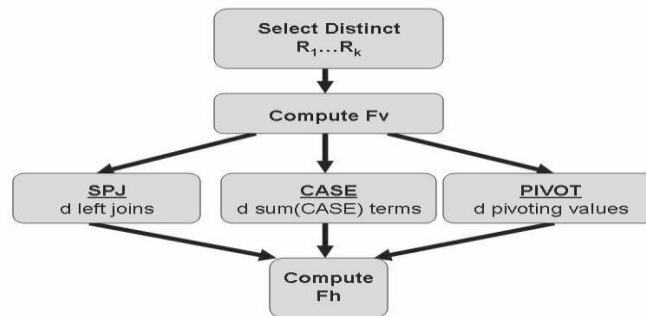 Select Distinct
R1...Rk
Compute Fv
SPJ
d left joins
CASE
d sum(CASE) terms
PIVOT
d pivoting values
Compute
Fh